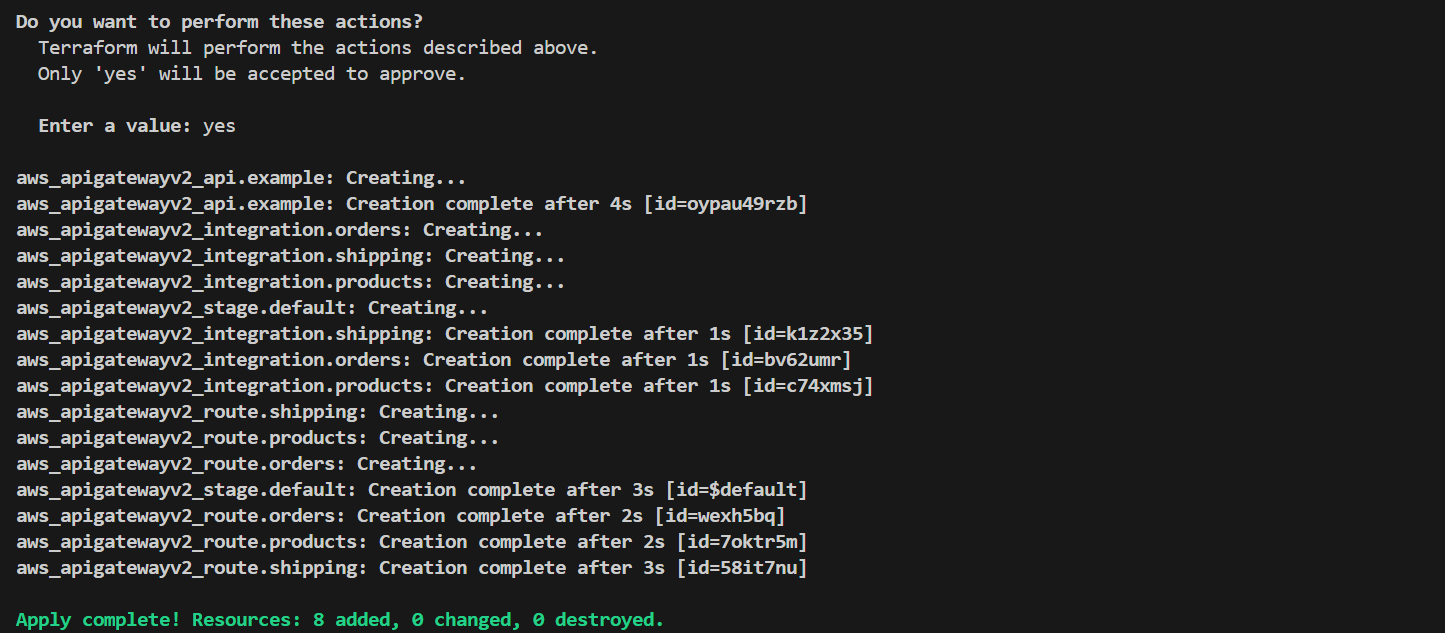 Do you want to perform these actions?
Terraform will perform the actions described above.
Only 'yes' will be accepted to approve.
Enter a value: yes
aws_apigatewayv2_api.example: Creating...
aws_apigatewayv2_api.example: Creation complete after 4s [id=oypau49rzb]
aws_apigatewayv2_integration.orders: Creating...
aws_apigatewayv2_integration.shipping: Creating...
aws_apigatewayv2_integration.products: Creating...
aws_apigatewayv2_stage.default: Creating...
aws_apigatewayv2_integration.shipping: Creation complete after 1s [id=k1z2x35]
aws_apigatewayv2_integration.orders: Creation complete after 1s [id=bv62umr]
aws_apigatewayv2_integration.products: Creation complete after 1s [id=c74xmsj]
aws_apigatewayv2_route.shipping: Creating...
aws_apigatewayv2_route.products: Creating...
aws_apigatewayv2_route.orders: Creating...
aws_apigatewayv2_stage.default: Creation complete after 3s [id=$default]
aws_apigatewayv2_route.orders: Creation complete after 2s [id=wexh5bq]
aws_apigatewayv2_route.products: Creation complete after 2s [id=7oktr5m]
aws_apigatewayv2_route.shipping: Creation complete after 3s [id=58it7nu]
Apply complete! Resources: 8 added, 0 changed, 0 destroyed.